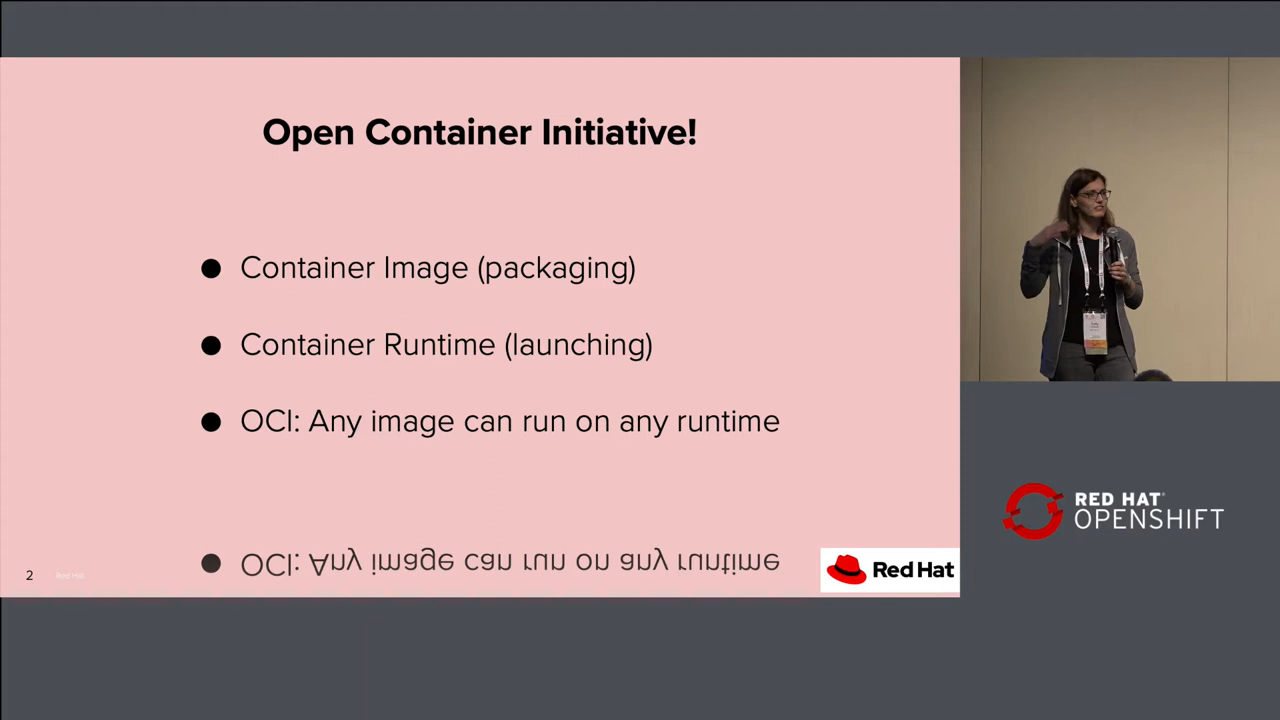 Open Container Initiative!
● Container Image (packaging)
● Container Runtime (launching)
● OCI: Any image can run on any runtime
● OCI: Any image can run on any runtime
2
Red Hat
Red Hat
RED HAT®
OPENSHIFT